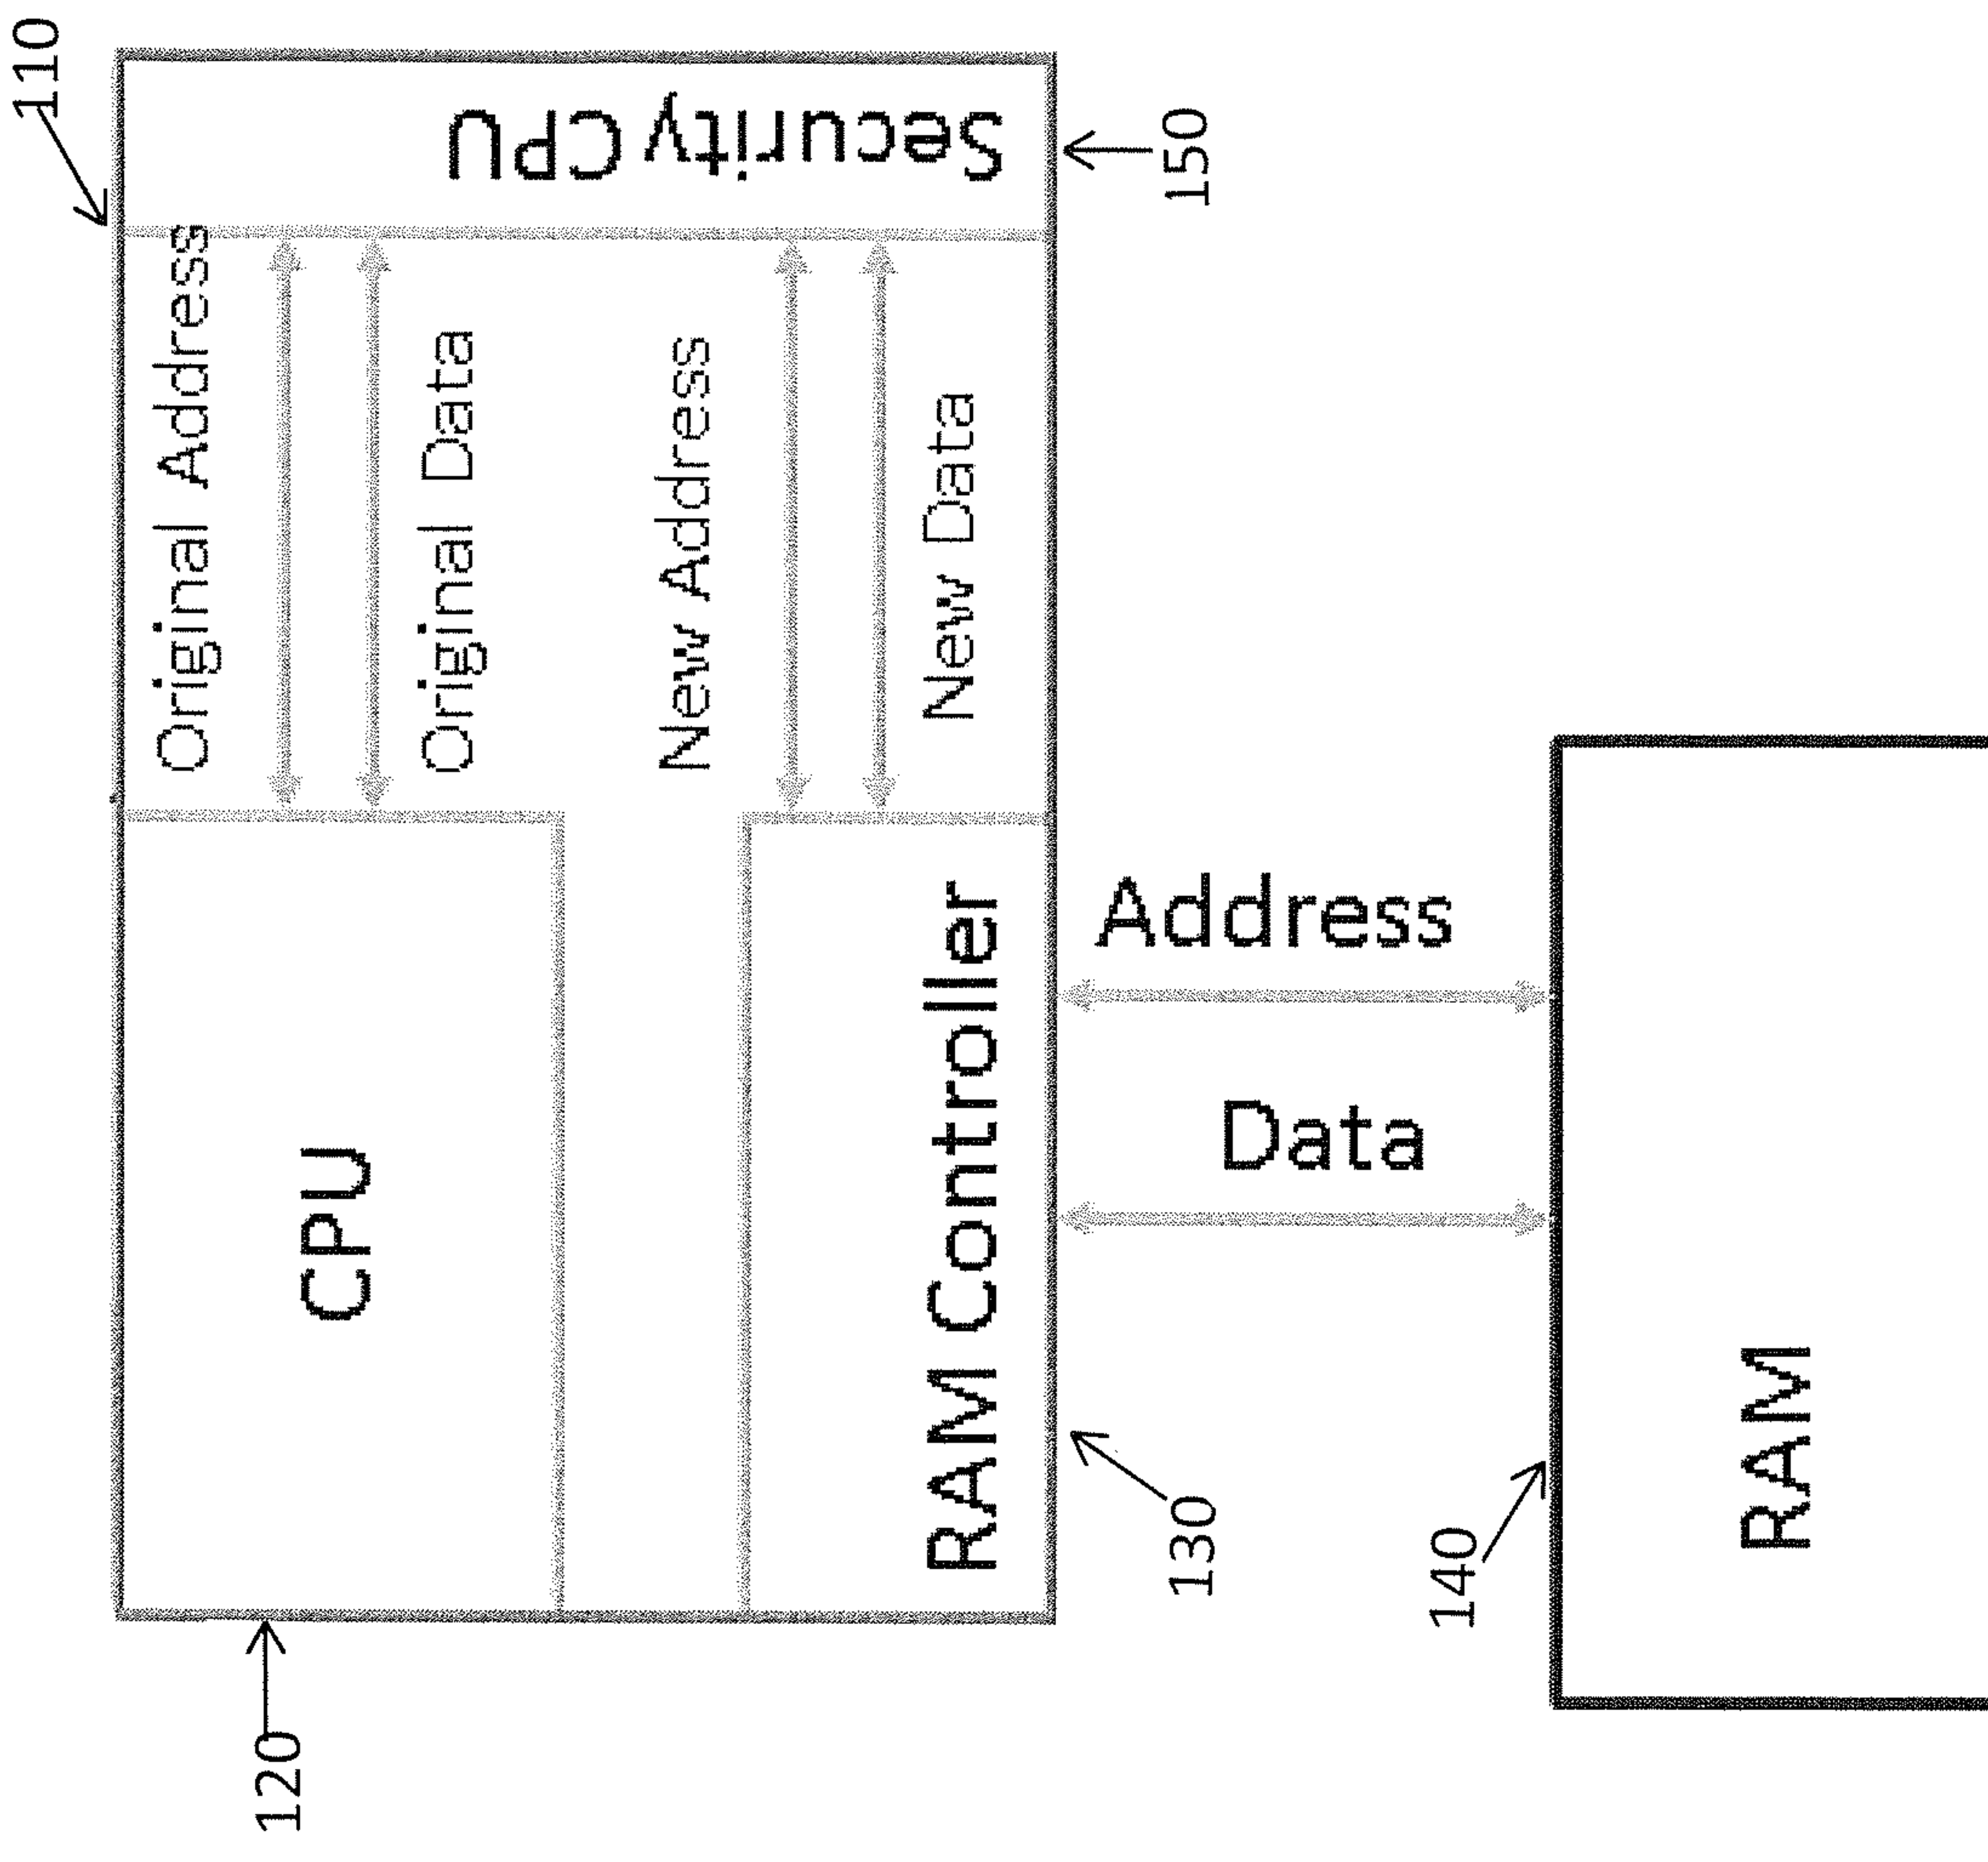 110
Security CPU
150
Original Address
Original Data
New Address
New Data
CPU
RAM Controller
Address
Data
120
130
140
RAM